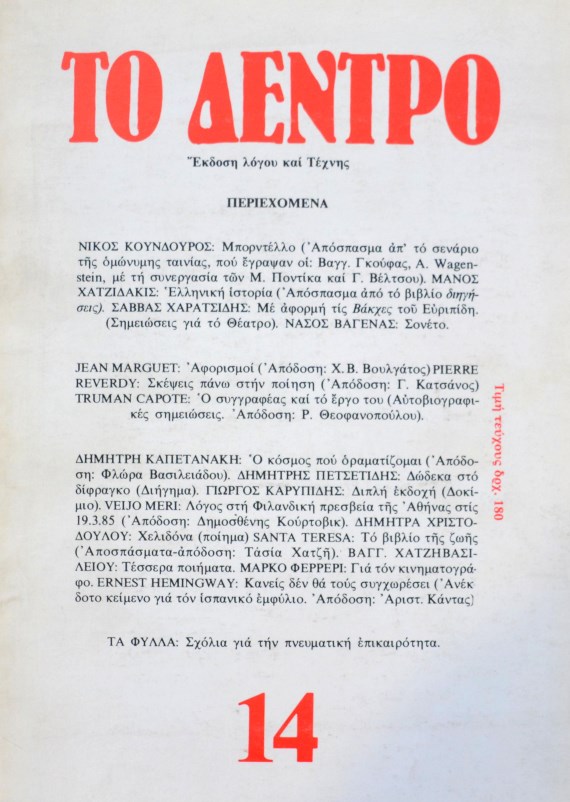 ΤΟ ΔΕΝΤΡΟ
Ἔκδοση λόγου καί Τέχνης
ΠΕΡΙΕΧΟΜΕΝΑ
ΝΙΚΟΣ ΚΟΥΝΔΟΥΡΟΣ: Μπορντέλλο (Ἀπόσπασμα ἀπ' τό σενάριο
τῆς ὁμώνυμης ταινίας, πού ἔγραψαν οἱ: Βαγγ. Γκούφας, Α. Wagen-
stein, μέ τή συνεργασία τῶν Μ. Ποντίκα καί Γ. Βέλτσου). ΜΑΝΟΣ
ΧΑΤΖΙΔΑΚΙΣ: Ἑλληνική ἱστορία (Ἀπόσπασμα ἀπό τό βιβλίο διηγή-
σεις). ΣΑΒΒΑΣ ΧΑΡΑΤΣΙΔΗΣ: Μέ ἀφορμή τίς Βάκχες τοῦ Εὐριπίδη.
(Σημειώσεις γιά τό Θέατρο). ΝΑΣΟΣ ΒΑΓΕΝΑΣ: Σονέτο.
JEAN MARGUET: Ἀφορισμοί (Ἀπόδοση: Χ.Β. Βουλγάτος) PIERRE
REVERDY: Σκέψεις πάνω στήν ποίηση (Ἀπόδοση: Γ. Κατσάνος)
TRUMAN CAPOTE: Ὁ συγγραφέας καί τό ἔργο του (Αὐτοβιογραφι-
κές σημειώσεις. Ἀπόδοση: Ρ. Θεοφανοπούλου).
Τιμή τεύχους δρχ. 180
ΔΗΜΗΤΡΗ ΚΑΠΕΤΑΝΑΚΗ: Ὁ κόσμος πού ὁραματίζομαι (Ἀπόδο-
ση: Φλώρα Βασιλειάδου). ΔΗΜΗΤΡΗΣ ΠΕΤΣΕΤΙΔΗΣ: Δώδεκα στό
δίφραγκο (Διήγημα). ΓΙΩΡΓΟΣ ΚΑΡΥΠΙΔΗΣ: Διπλή ἐκδοχή (Δοκί-
μιο). VEIJO MERI: Λόγος στή Φιλανδική πρεσβεία τῆς Ἀθήνας στίς
19.3.85 (Ἀπόδοση: Δημοσθένης Κούρτοβικ). ΔΗΜΗΤΡΑ ΧΡΙΣΤΟ-
ΔΟΥΛΟΥ: Χελιδόνα (ποίημα) SANTA TERESA: Τό βιβλίο τῆς ζωῆς
(Ἀποσπάσματα-ἀπόδοση: Τάσία Χατζῆ). ΒΑΓΓ. ΧΑΤΖΗΒΑΣΙ-
ΛΕΙΟΥ: Τέσσερα ποιήματα. ΜΑΡΚΟ ΦΕΡΡΕΡΙ: Γιά τόν κινηματογρά-
φο. ERNEST HEMINGWAY: Κανείς δέν θά τούς συγχωρέσει (Ἀνέκ
δοτο κείμενο γιά τόν ἱσπανικό ἐμφύλιο. Ἀπόδοση: Ἀριστ. Κάντας)
ΤΑ ΦΥΛΛΑ: Σχόλια γιά τήν πνευματική ἐπικαιρότητα.
14